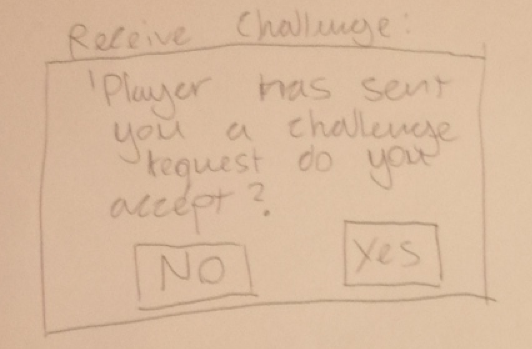 Receive Challenge:
'Player has sent
you a challenge
request do you
accept?
NO
Yes